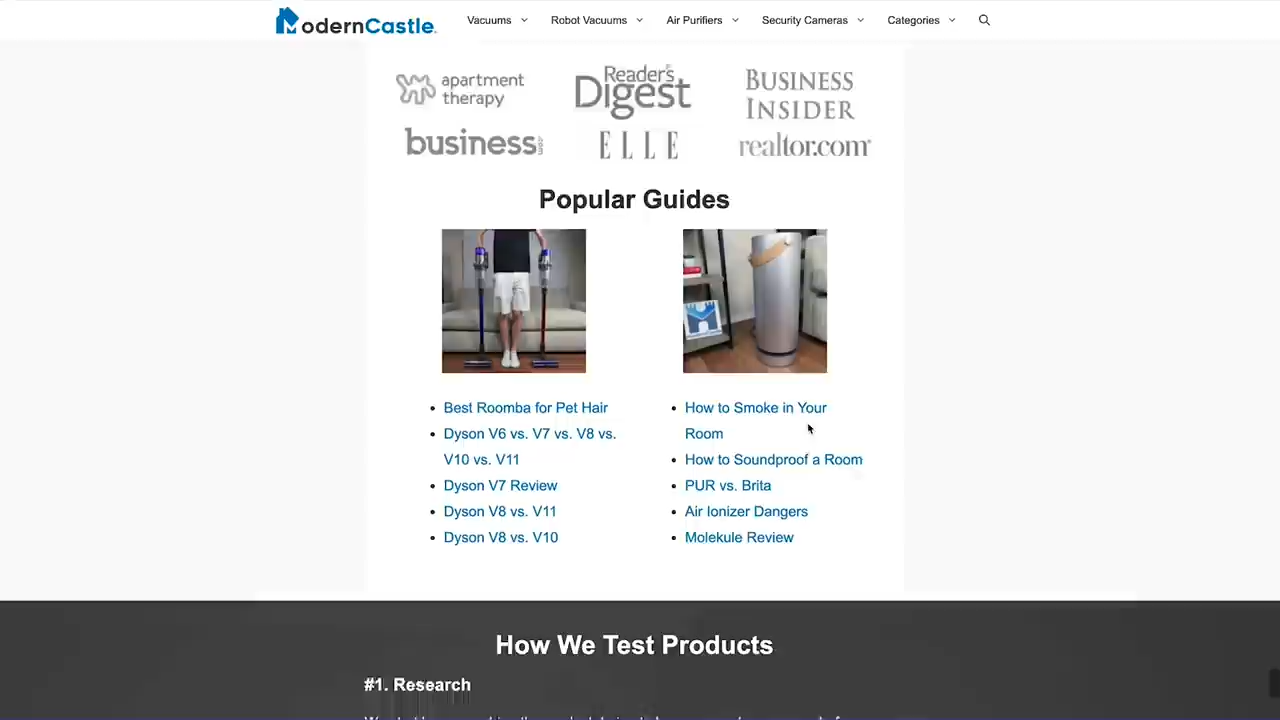 ModernCastle
Vacuums
Robot Vacuums
Air Purifiers
Security Cameras
Categories
apartment
therapy
Reader's
Digest
BUSINESS
INSIDER
business.com
ELLE
realtor.com
Popular Guides
Best Roomba for Pet Hair
Dyson V6 vs. V7 vs. V8 vs.
V10 vs. V11
Dyson V7 Review
Dyson V8 vs. V11
Dyson V8 vs. V10
How to Smoke in Your
Room
How to Soundproof a Room
PUR vs. Brita
Air Ionizer Dangers
Molekule Review
How We Test Products
#1. Research